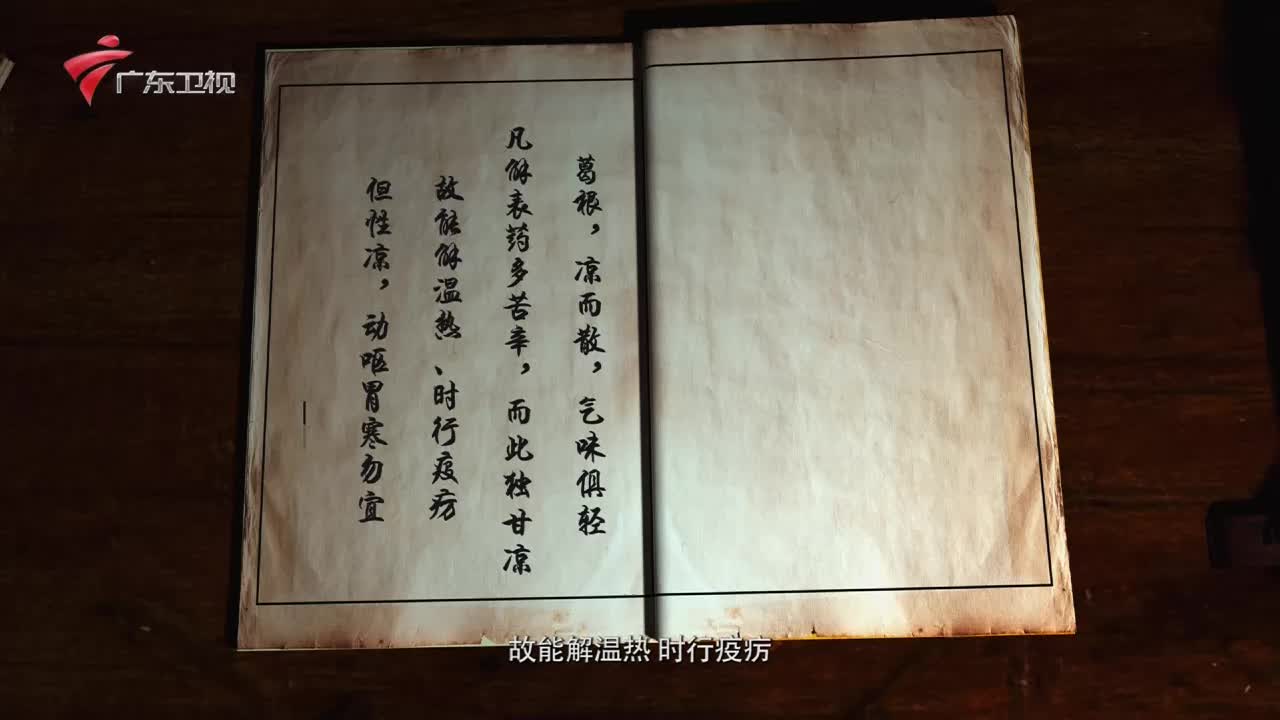 广东卫视
葛根，凉而散，气味俱轻
凡解表药多苦辛，而此独甘凉
故能解温热、时行疫疠
但性凉，动呕胃寒勿宜
故能解温热 时行疫疠